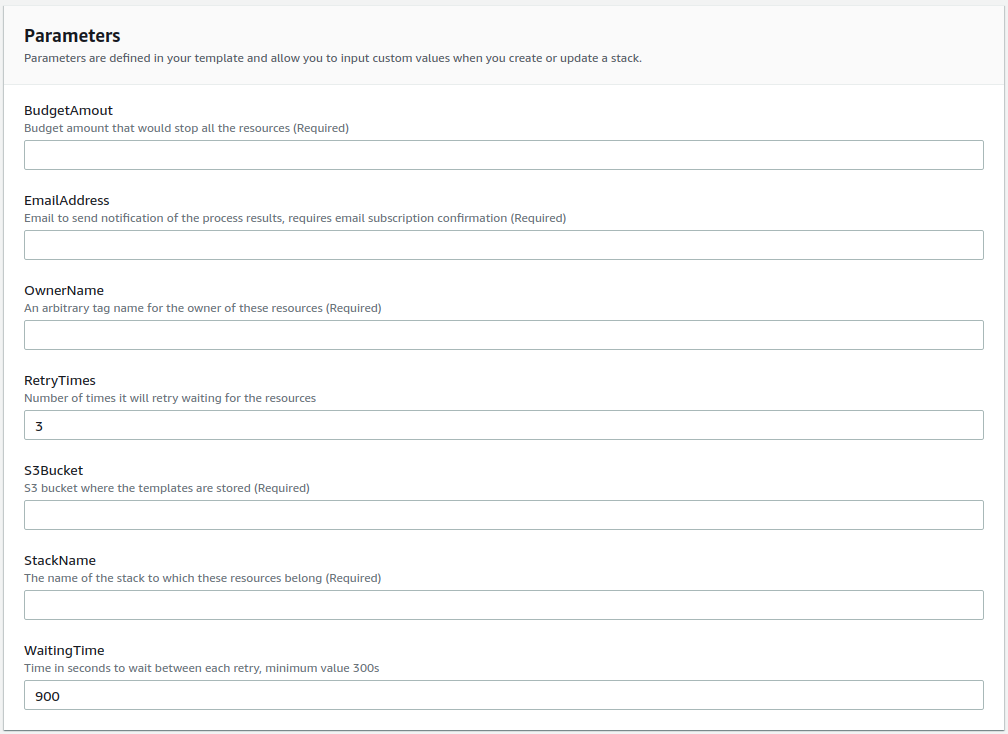 Parameters
Parameters are defined in your template and allow you to input custom values when you create or update a stack.
BudgetAmout
Budget amount that would stop all the resources (Required)
EmailAddress
Email to send notification of the process results, requires email subscription confirmation (Required)
OwnerName
An arbitrary tag name for the owner of these resources (Required)
RetryTimes
Number of times it will retry waiting for the resources
3
S3Bucket
S3 bucket where the templates are stored (Required)
StackName
The name of the stack to which these resources belong (Required)
WaitingTime
Time in seconds to wait between each retry, minimum value 300s
900